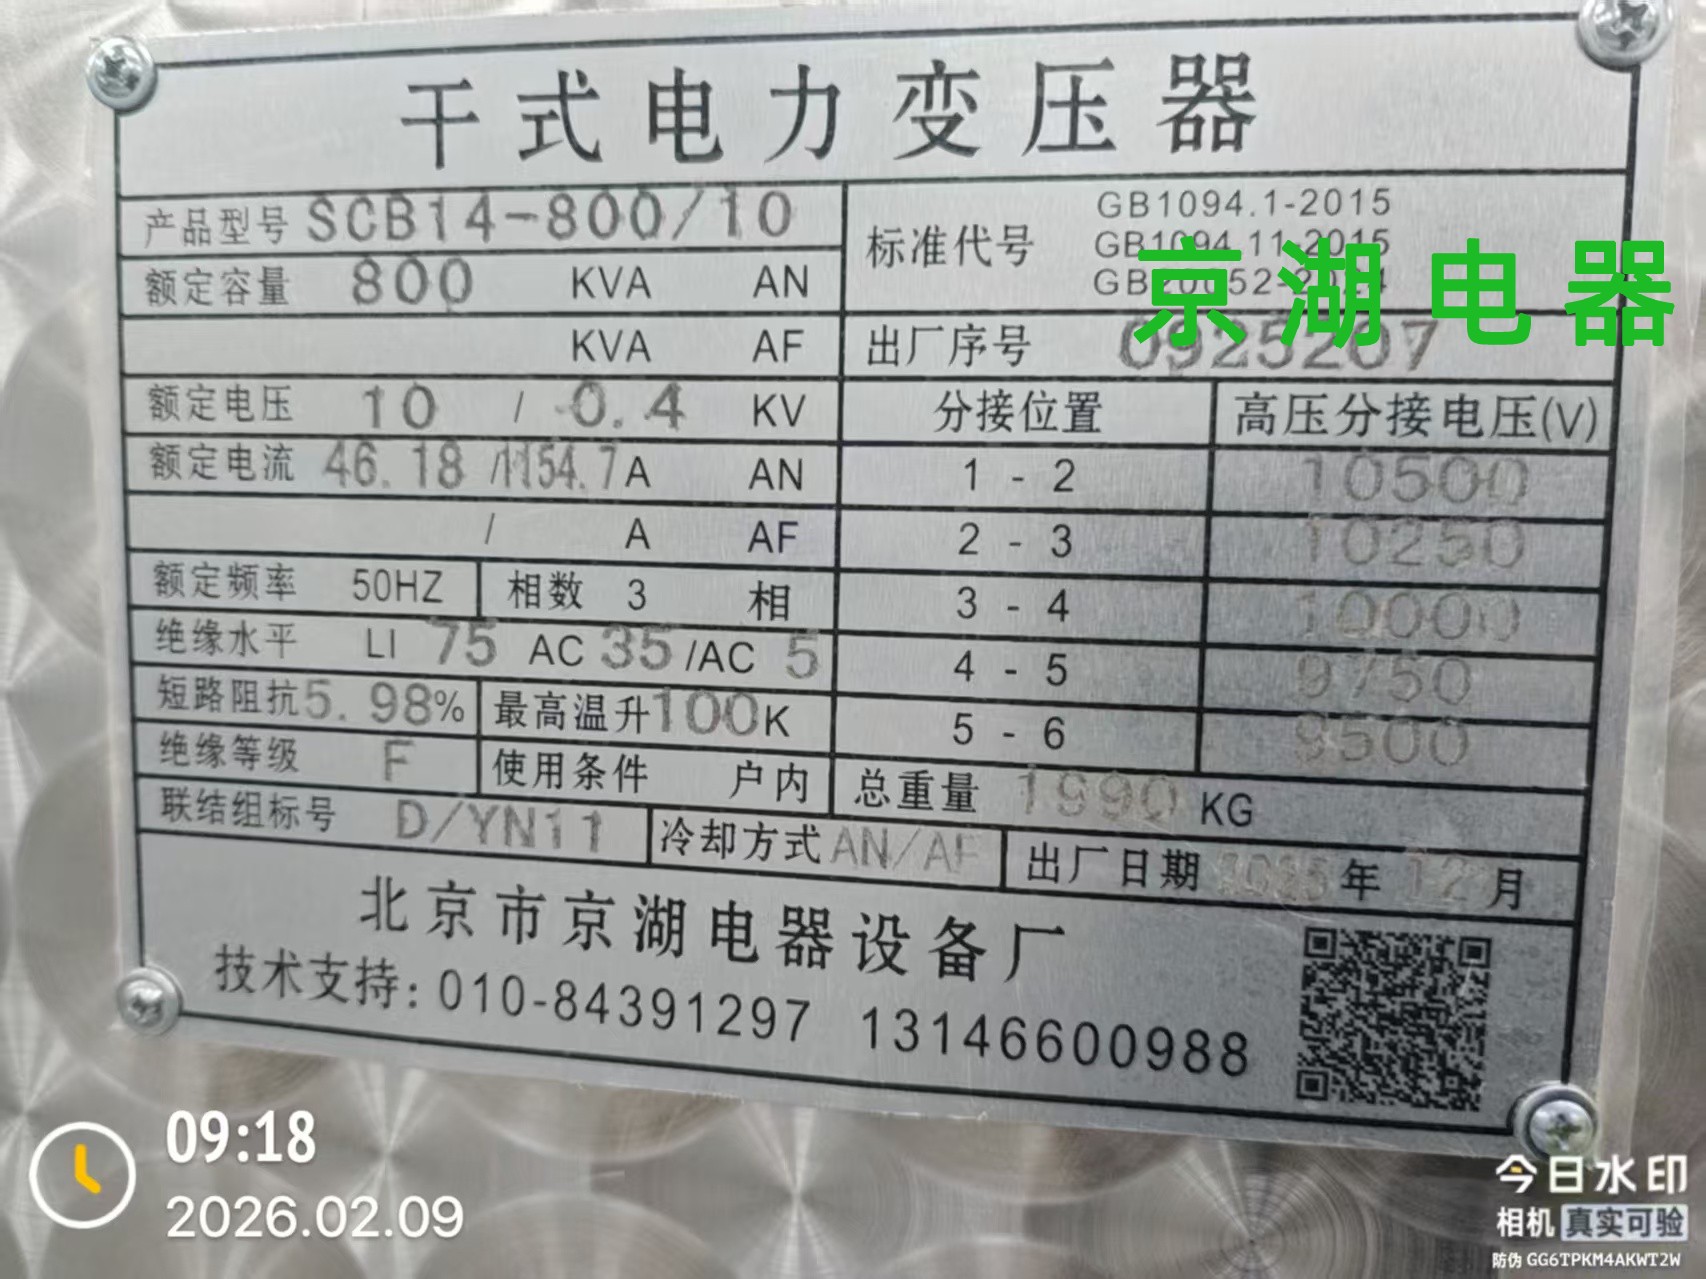 干式电力变压器
产品型号 SCB14-800/10
额定容量 800 KVA AN
KVA AF
额定电压 10 / 0.4 KV
额定电流 46.18 /1154.7 A AN
/ A AF
额定频率 50HZ 相数 3 相
绝缘水平 LI 75 AC 35 /AC 5
短路阻抗 5.98% 最高温升 100K
绝缘等级 F 使用条件 户内
联结组标号 D/YN11 冷却方式 AN/AF
标准代号 GB1094.1-2015
GB1094.11-2015
GB20052-2024
出厂序号 0925207
分接位置 高压分接电压(V)
1 - 2 10500
2 - 3 10250
3 - 4 10000
4 - 5 9750
5 - 6 9500
总重量 1990 KG
出厂日期 2025 年 12 月
北京市京湖电器设备厂
技术支持: 010-84391297 13146600988
京湖电器
09:18
2026.02.09
今日水印
相机 真实可验
防伪 GG6TPKM4AKWT2W